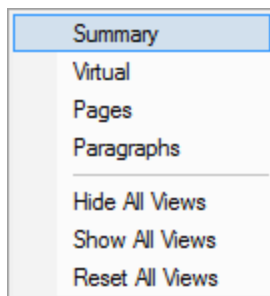 Summary
Virtual
Pages
Paragraphs
Hide All Views
Show All Views
Reset All Views